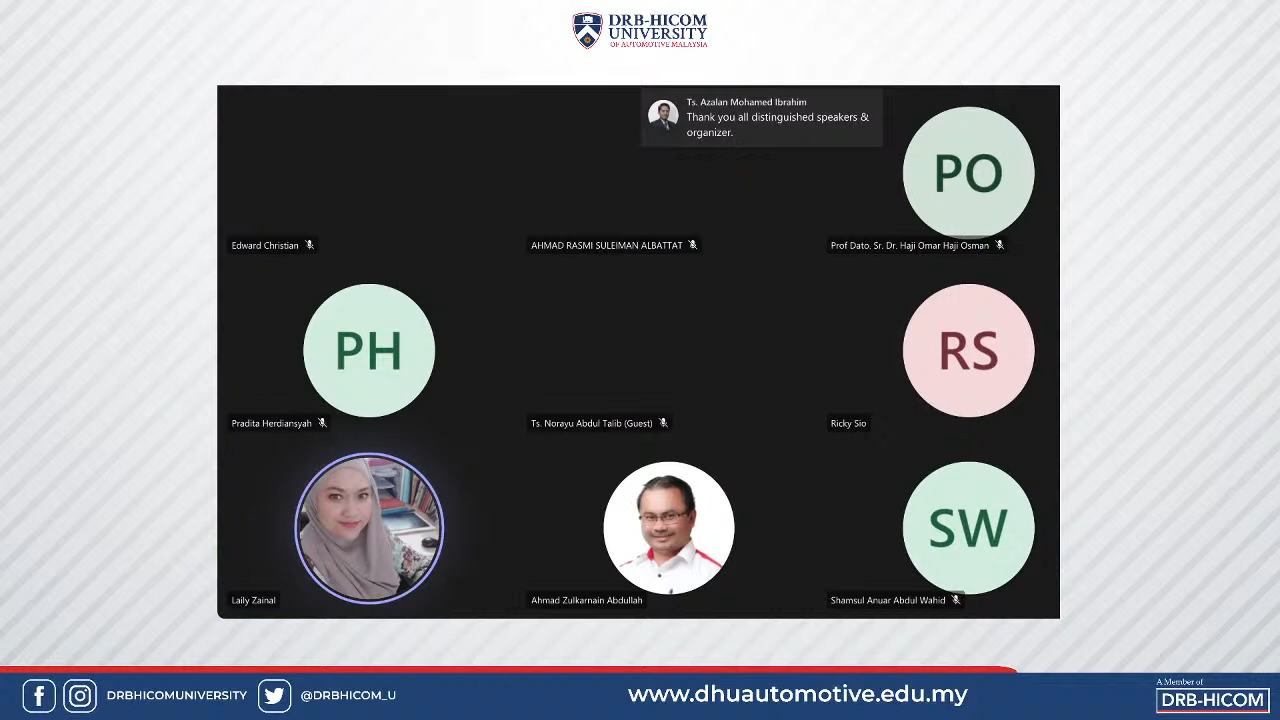 DRB-HICOM
UNIVERSITY
OF AUTOMOTIVE MALAYSIA
Ts. Azalan Mohamed Ibrahim
Thank you all distinguished speakers &
organizer.
PO
Edward Christian
AHMAD RASMI SULEIMAN ALBATTAT
Prof Dato. Sr. Dr. Haji Omar Haji Osman
PH
RS
Pradita Herdiansyah
Ts. Norayu Abdul Talib (Guest)
Ricky Sio
SW
Laily Zainal
Ahmad Zulkarnain Abdullah
Shamsul Anuar Abdul Wahid
DRBHICOMUNIVERSITY
@DRBHICOM_U
www.dhuautomotive.edu.my
A Member of
DRB-HICOM